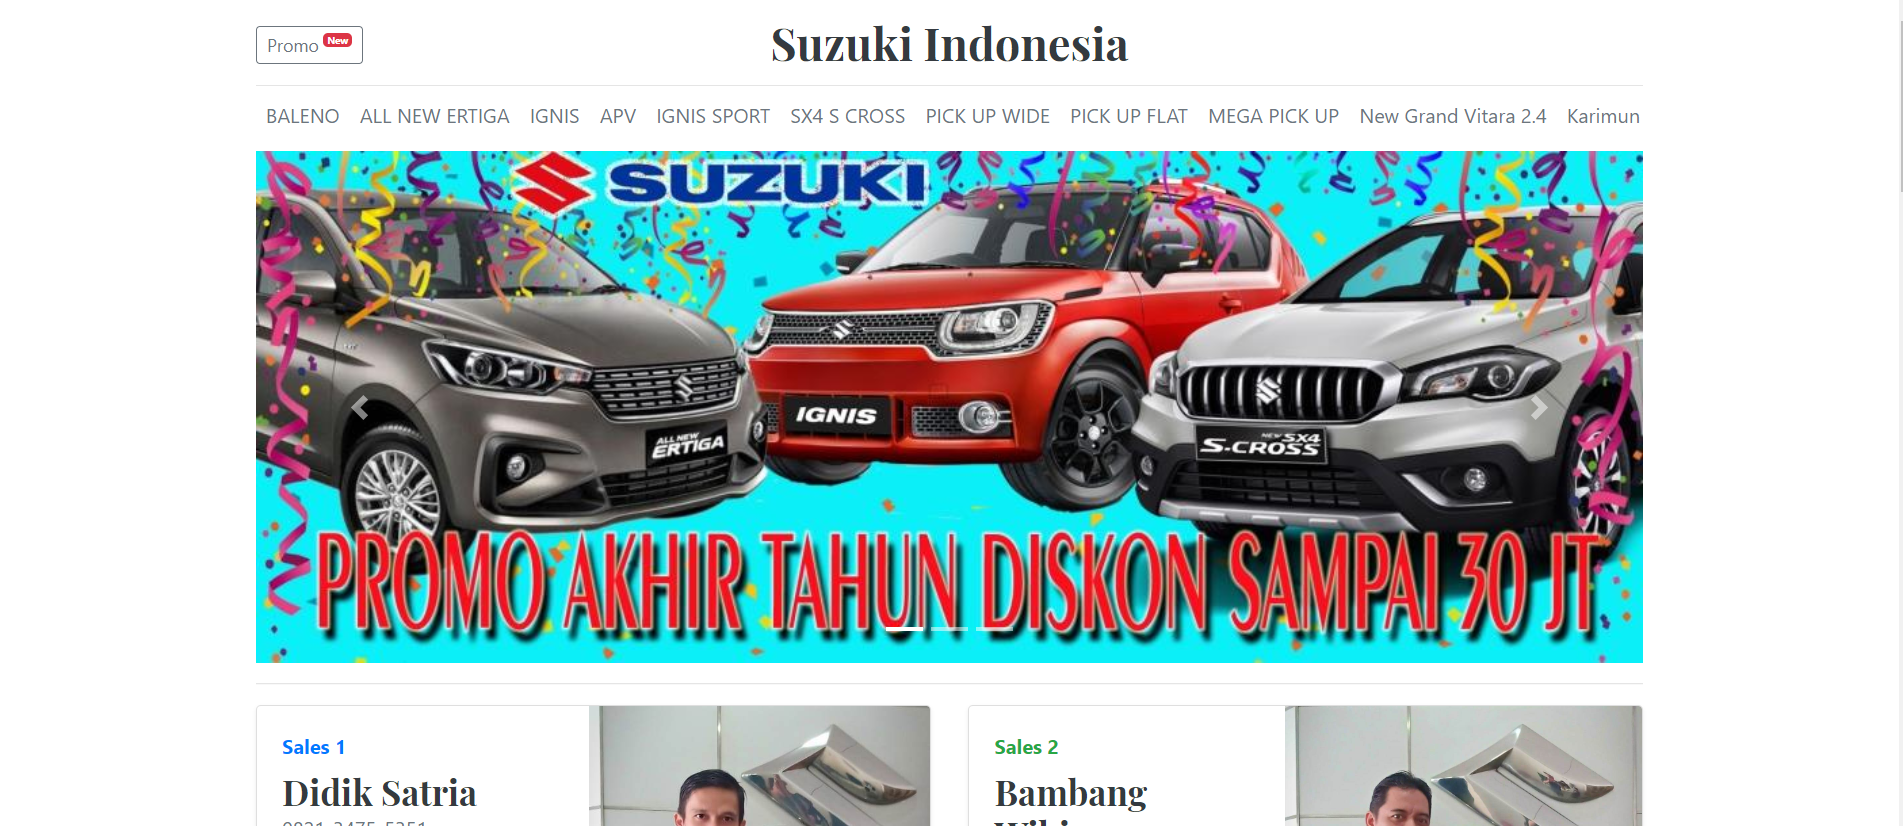 Promo New
Suzuki Indonesia
BALENO ALL NEW ERTIGA IGNIS APV IGNIS SPORT SX4 S CROSS PICK UP WIDE PICK UP FLAT MEGA PICK UP New Grand Vitara 2.4 Karimun
SUZUKI
IGNIS
ALL NEW
ERTIGA
NEW SX4
S-CROSS
PROMO AKHIR TAHUN DISKON SAMPAI 30 JT
Sales 1
Didik Satria
Sales 2
Bambang